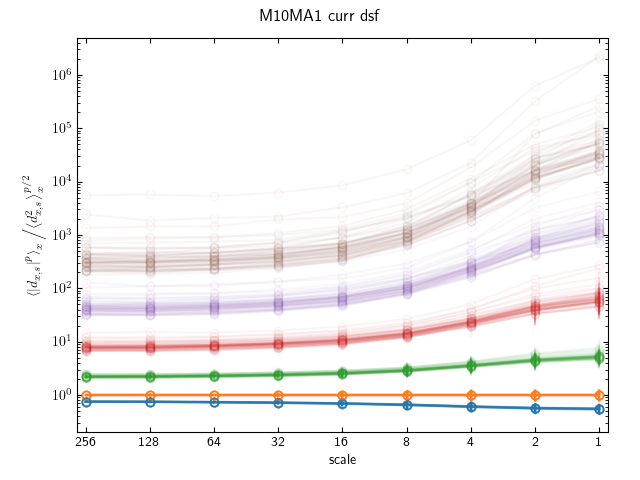 M10MA1 curr dsf
⟨|d_{x,s}|^p⟩_x / ⟨d_{x,s}^2⟩_x^{p/2}
10^6
10^5
10^4
10^3
10^2
10^1
10^0
256 128 64 32 16 8 4 2 1
scale